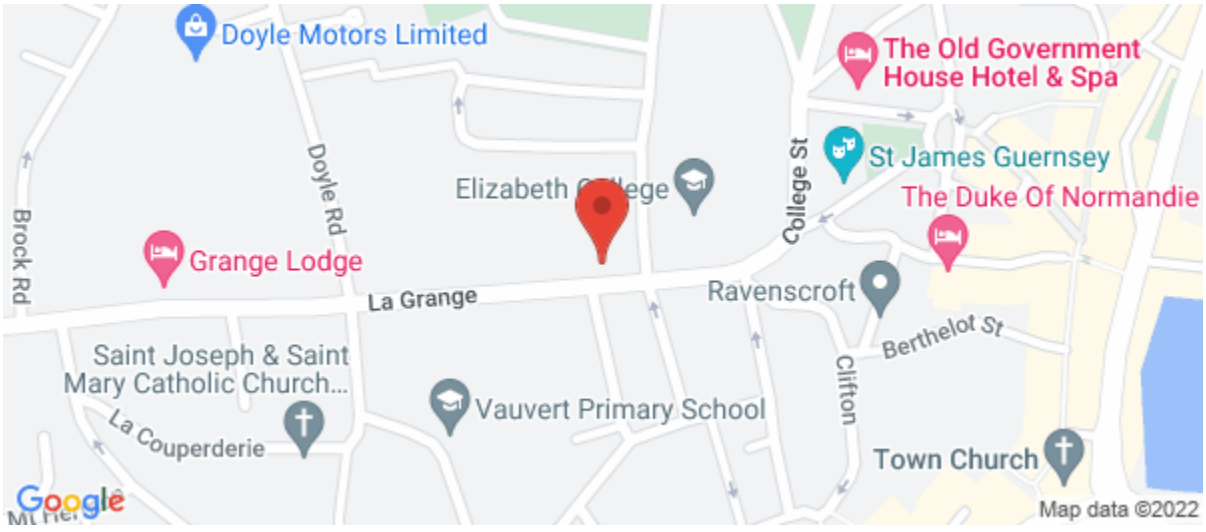 Doyle Motors Limited
The Old Government
House Hotel & Spa
St James Guernsey
Elizabeth College
College St
Doyle Rd
The Duke Of Normandie
Brock Rd
Grange Lodge
La Grange
Ravenscroft
Berthelot St
Saint Joseph & Saint
Mary Catholic Church...
Clifton
Vauvert Primary School
La Couperderie
Town Church
Google
Map data ©2022